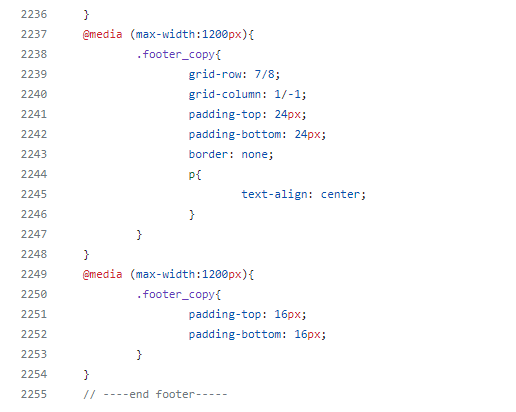 2236 }
2237 @media (max-width:1200px){
2238 .footer_copy{
2239 grid-row: 7/8;
2240 grid-column: 1/-1;
2241 padding-top: 24px;
2242 padding-bottom: 24px;
2243 border: none;
2244 p{
2245 text-align: center;
2246 }
2247 }
2248 }
2249 @media (max-width:1200px){
2250 .footer_copy{
2251 padding-top: 16px;
2252 padding-bottom: 16px;
2253 }
2254 }
2255 // ----end footer-----